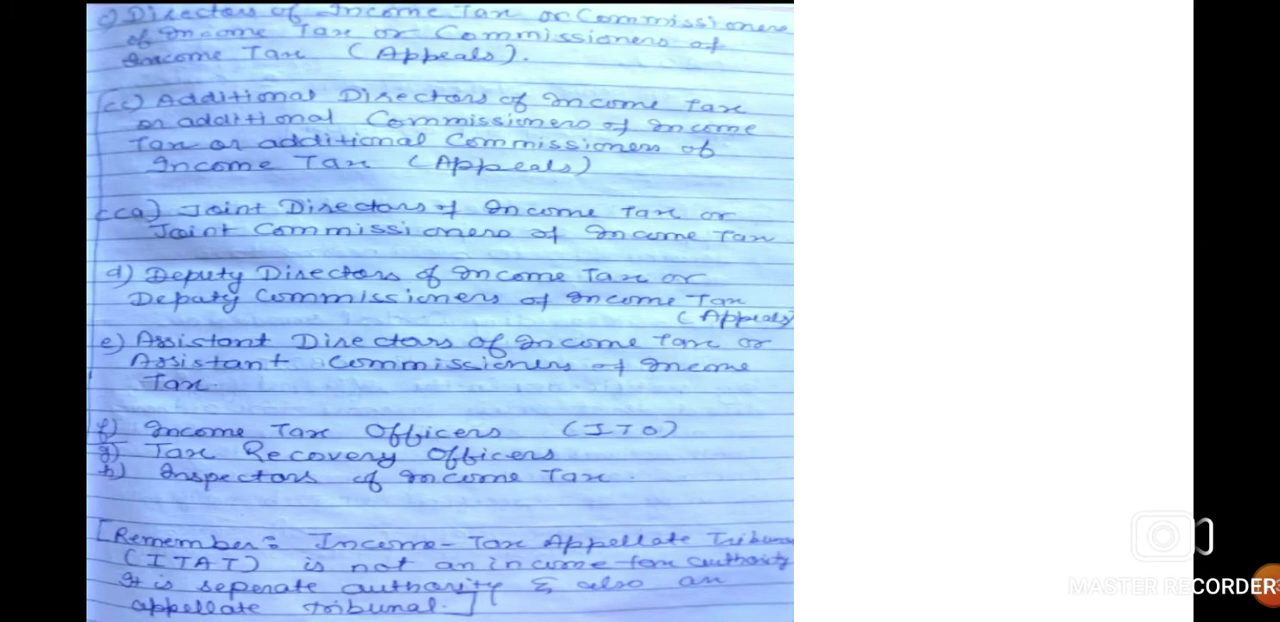 c) Directors of Income Tax or Commissioners
of Income Tax or Commissioners of
Income Tax (Appeals).
(cc) Additional Directors of Income Tax
or additional Commissioners of Income
Tax or additional Commissioners of
Income Tax (Appeals)
(cca) Joint Directors of Income Tax or
Joint Commissioners of Income Tax
d) Deputy Directors of Income Tax or
Deputy Commissioners of Income Tax
(Appeals)
e) Assistant Directors of Income Tax or
Assistant Commissioners of Income
Tax.
f) Income Tax Officers (ITO)
g) Tax Recovery Officers
h) Inspectors of Income Tax.
[Remember: Income-Tax Appellate Tribuna
(ITAT) is not an income tax authority
It is seperate authority & also an
appellate tribunal.]
MASTER RECORDER